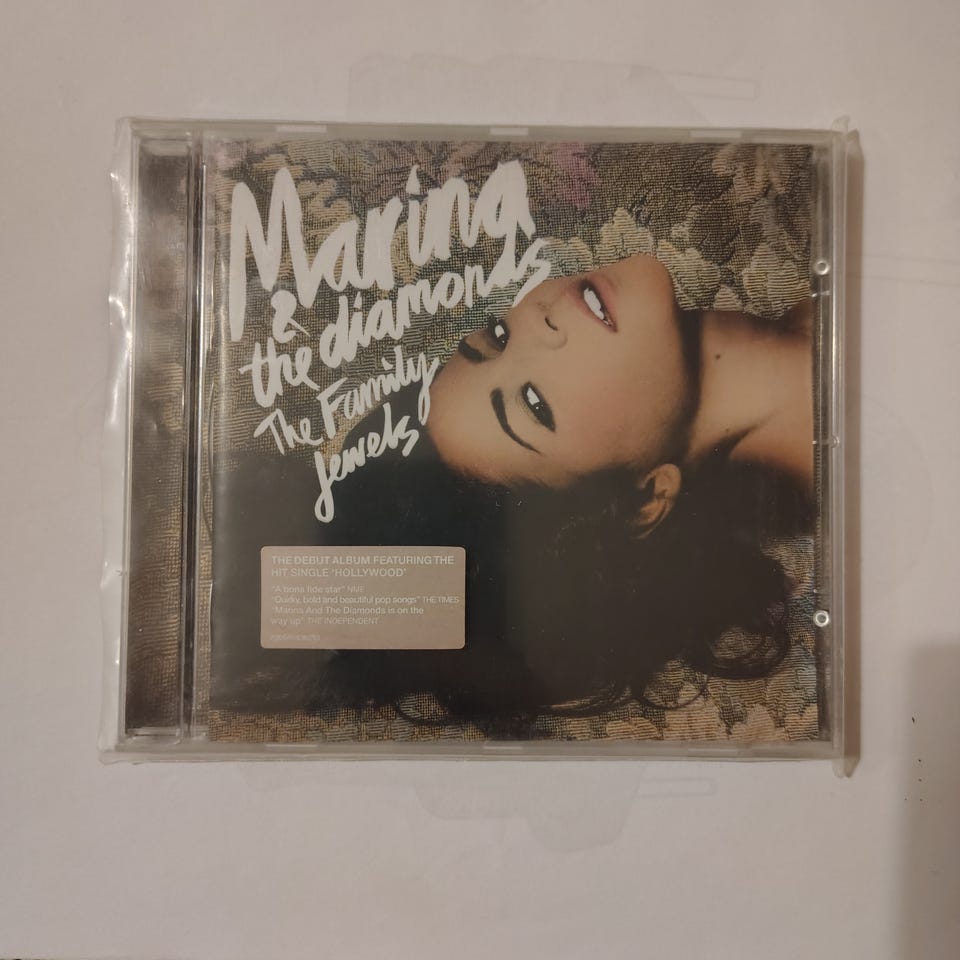 Marina
&
the diamonds
The Family
Jewels
THE DEBUT ALBUM FEATURING THE
HIT SINGLE 'HOLLYWOOD'
"A bona fide star" NME
"Quirky, bold and beautiful pop songs" THE TIMES
"Marina And The Diamonds is on the
way up" THE INDEPENDENT